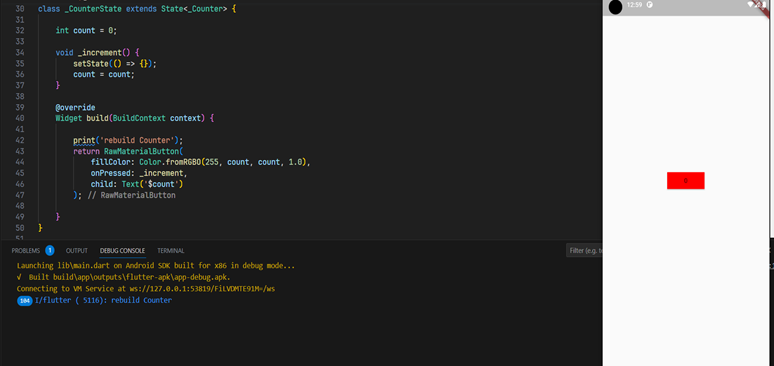 30 class _CounterState extends State<_Counter> {
31
32 int count = 0;
33
34 void _increment() {
35 setState(() => {});
36 count = count;
37 }
38
39 @override
40 Widget build(BuildContext context) {
41
42 print('rebuild Counter');
43 return RawMaterialButton(
44 fillColor: Color.fromRGBO(255, count, count, 1.0),
45 onPressed: _increment,
46 child: Text('$count')
47 ); // RawMaterialButton
48
49 }
50 }
51
PROBLEMS 1 OUTPUT DEBUG CONSOLE TERMINAL
Filter (e.g. te
Launching lib\main.dart on Android SDK built for x86 in debug mode...
√ Built build\app\outputs\flutter-apk\app-debug.apk.
Connecting to VM Service at ws://127.0.0.1:53819/FiLVDMTE91M=/ws
104 I/flutter ( 5116): rebuild Counter
12:59
0